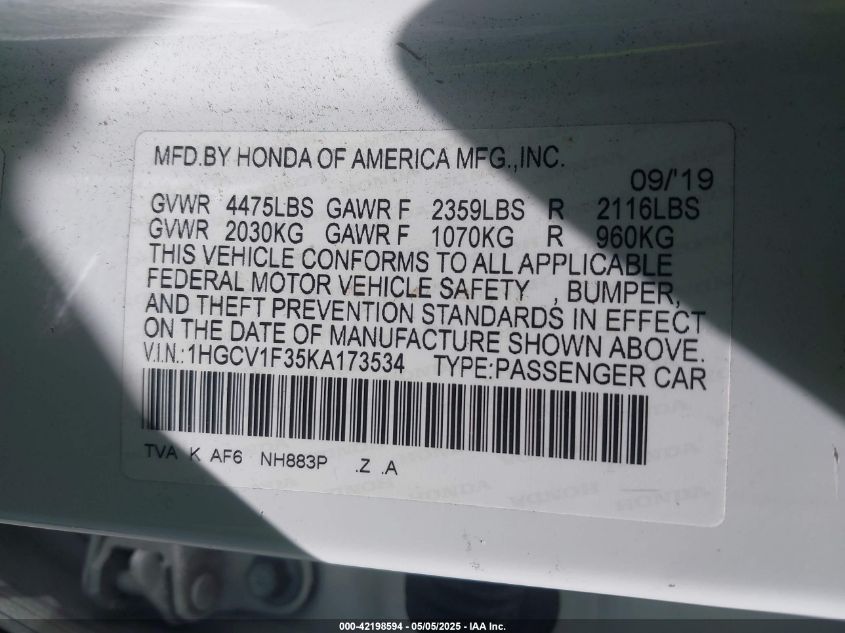 MFD.BY HONDA OF AMERICA MFG.,INC.
09/'19
GVWR 4475LBS GAWR F 2359LBS R 2116LBS
GVWR 2030KG GAWR F 1070KG R 960KG
THIS VEHICLE CONFORMS TO ALL APPLICABLE
FEDERAL MOTOR VEHICLE SAFETY , BUMPER,
AND THEFT PREVENTION STANDARDS IN EFFECT
ON THE DATE OF MANUFACTURE SHOWN ABOVE.
V.I.N.:1HGCV1F35KA173534 TYPE:PASSENGER CAR
TVA K AF6 NH883P .Z .A
HONDA HONDA HONDA
000-42198594 - 05/05/2025 - IAA Inc.